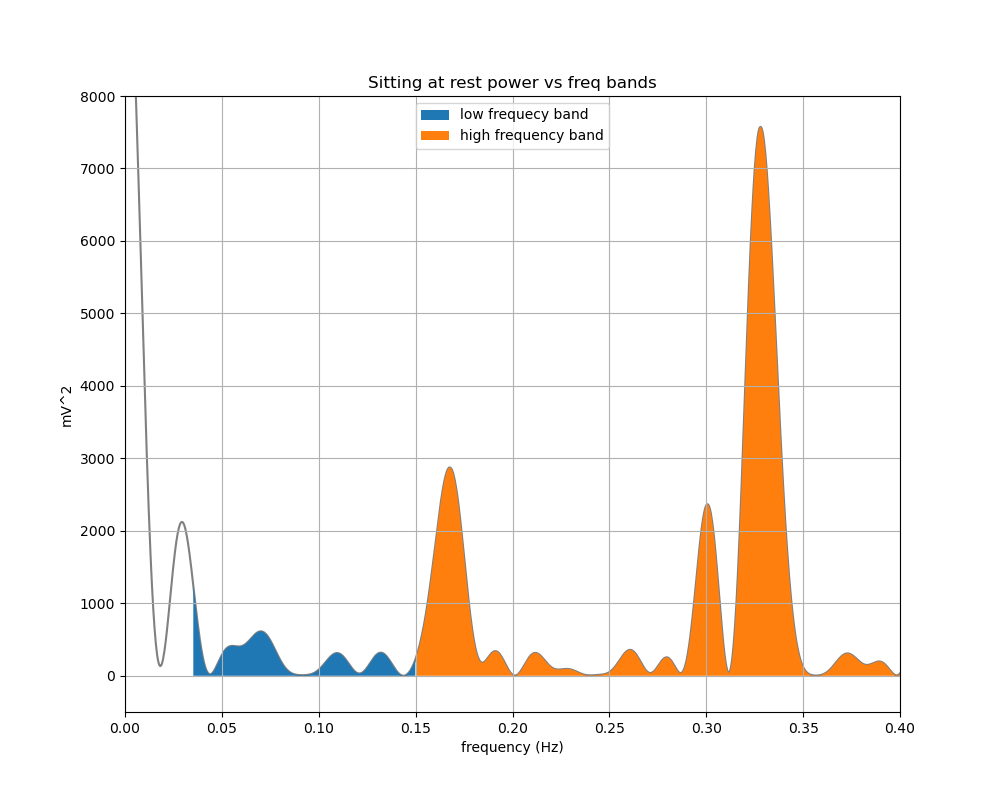 Sitting at rest power vs freq bands
low frequecy band
high frequency band
8000
7000
6000
5000
4000
3000
2000
1000
0
mV^2
0.00 0.05 0.10 0.15 0.20 0.25 0.30 0.35 0.40
frequency (Hz)